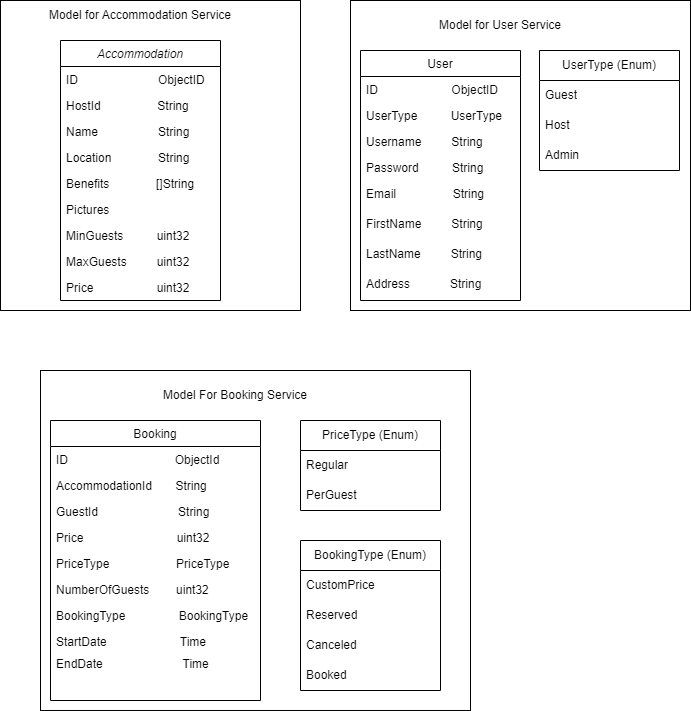 Model for Accommodation Service
Accommodation
ID ObjectID
HostId String
Name String
Location String
Benefits []String
Pictures
MinGuests uint32
MaxGuests uint32
Price uint32
Model for User Service
User
ID ObjectID
UserType UserType
Username String
Password String
Email String
FirstName String
LastName String
Address String
UserType (Enum)
Guest
Host
Admin
Model For Booking Service
Booking
ID ObjectId
AccommodationId String
GuestId String
Price uint32
PriceType PriceType
NumberOfGuests uint32
BookingType BookingType
StartDate Time
EndDate Time
PriceType (Enum)
Regular
PerGuest
BookingType (Enum)
CustomPrice
Reserved
Canceled
Booked